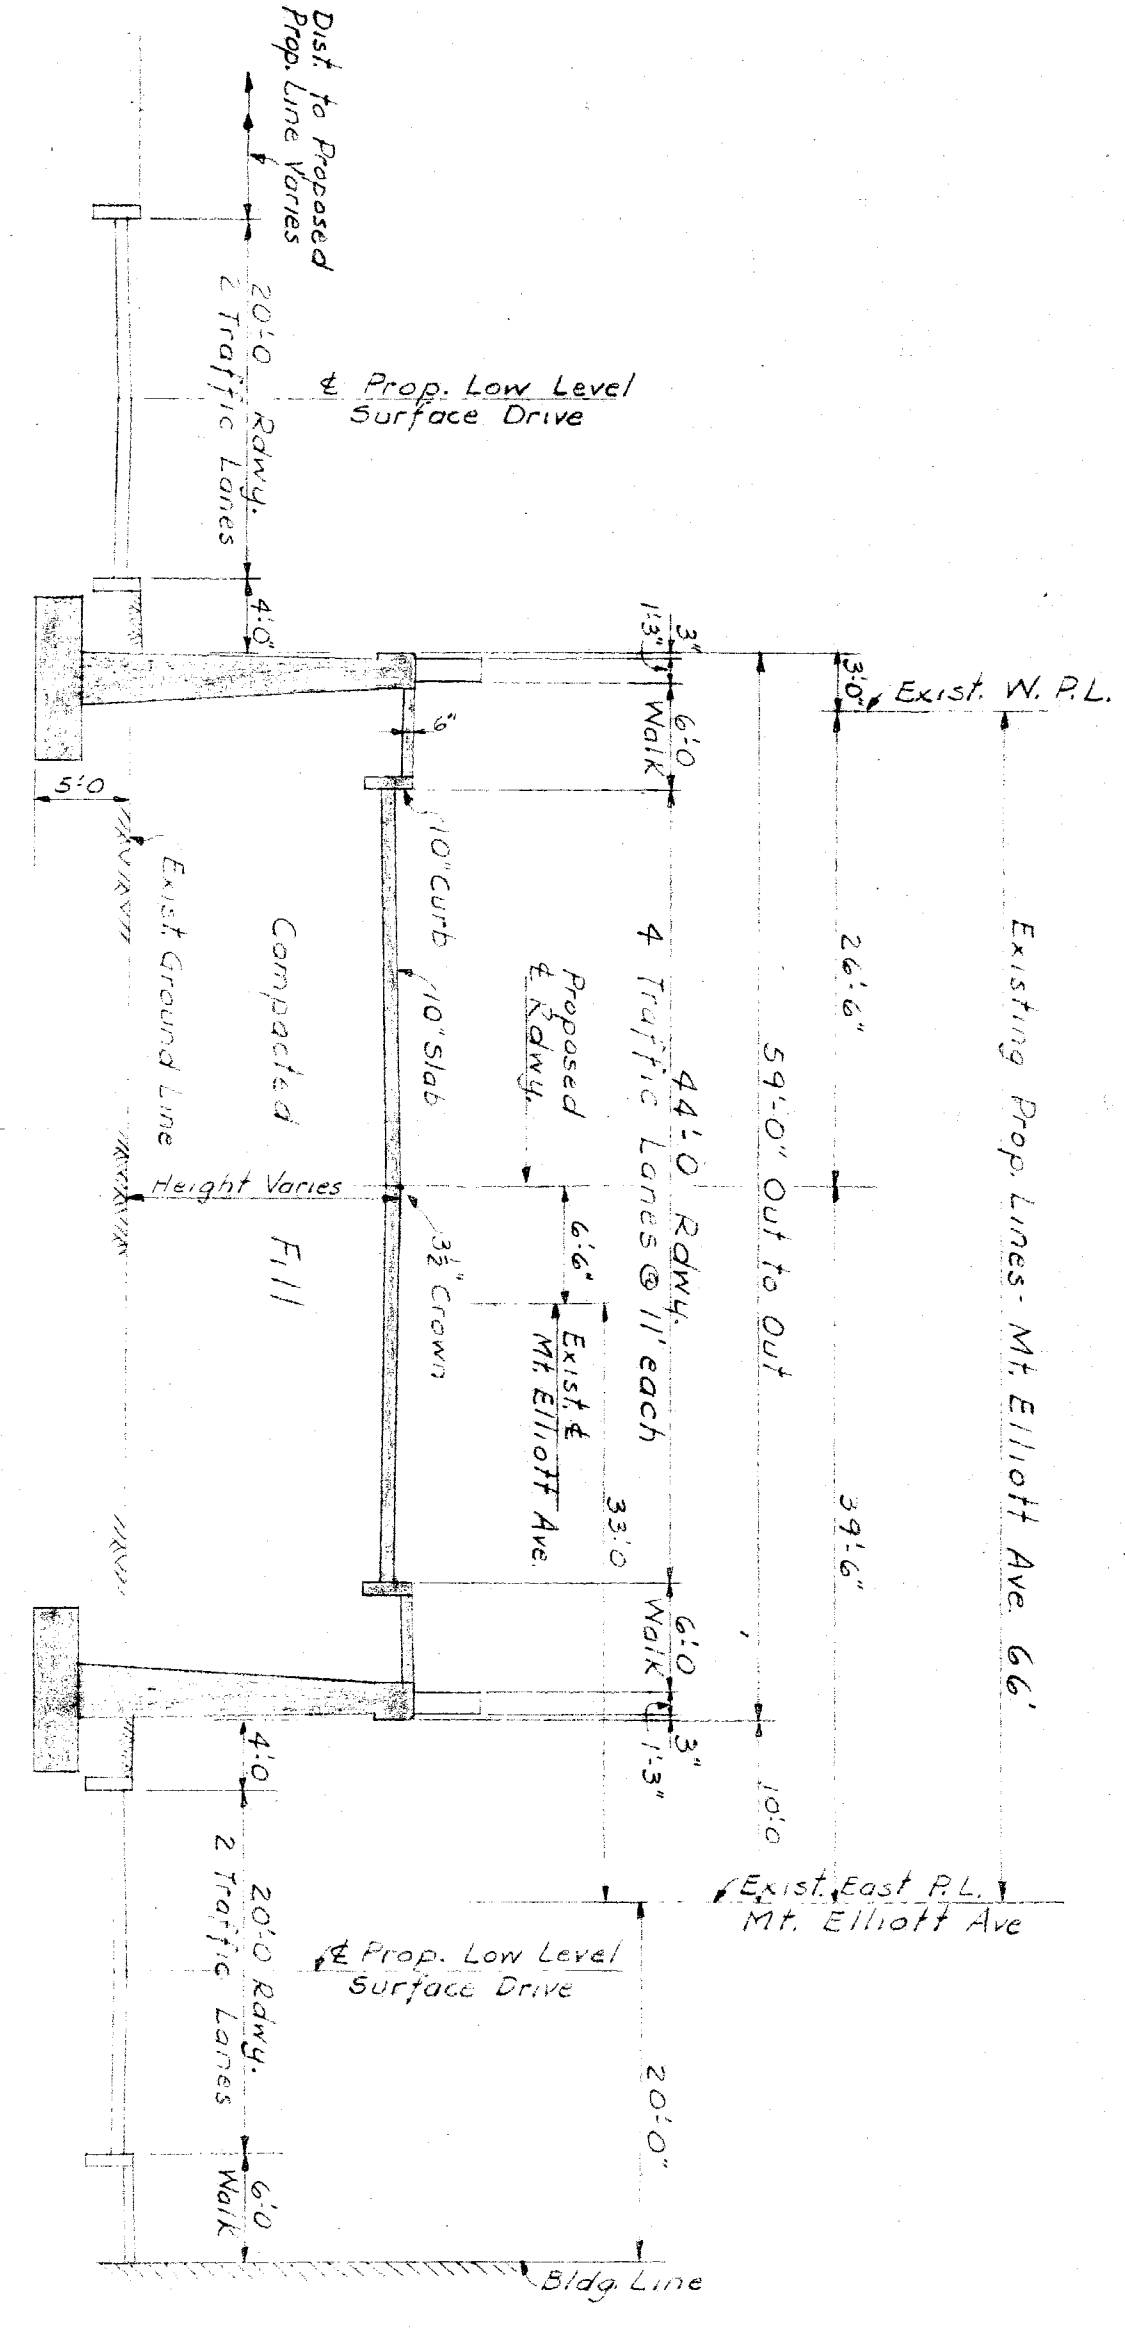 Existing Prop. Lines - Mt. Elliott Ave. 66'
Exist. W. P.L.
3'-0"
26'-6"
39'-6"
59'-0" Out to Out
10'-0
Exist. East P.L.
Mt. Elliott Ave
3"
1'-3"
6'-0
Walk
44'-0 Rdwy.
4 Traffic Lanes @ 11' each
6'-0
Walk
3"
1'-3"
33'-0
20'-0"
Proposed
℄ Rdwy.
6'-6"
Exist. ℄
Mt. Elliott Ave.
6"
10" Curb
10" Slab
3½" Crown
Bldg. Line
℄ Prop. Low Level
Surface Drive
℄ Prop. Low Level
Surface Drive
Dist. to Proposed
Prop. Line Varies
20'-0 Rdwy.
2 Traffic Lanes
4'-0"
Compacted Fill
Height Varies
4'-0
20'-0 Rdwy.
2 Traffic Lanes
6'-0
Walk
Exist. Ground Line
5'-0